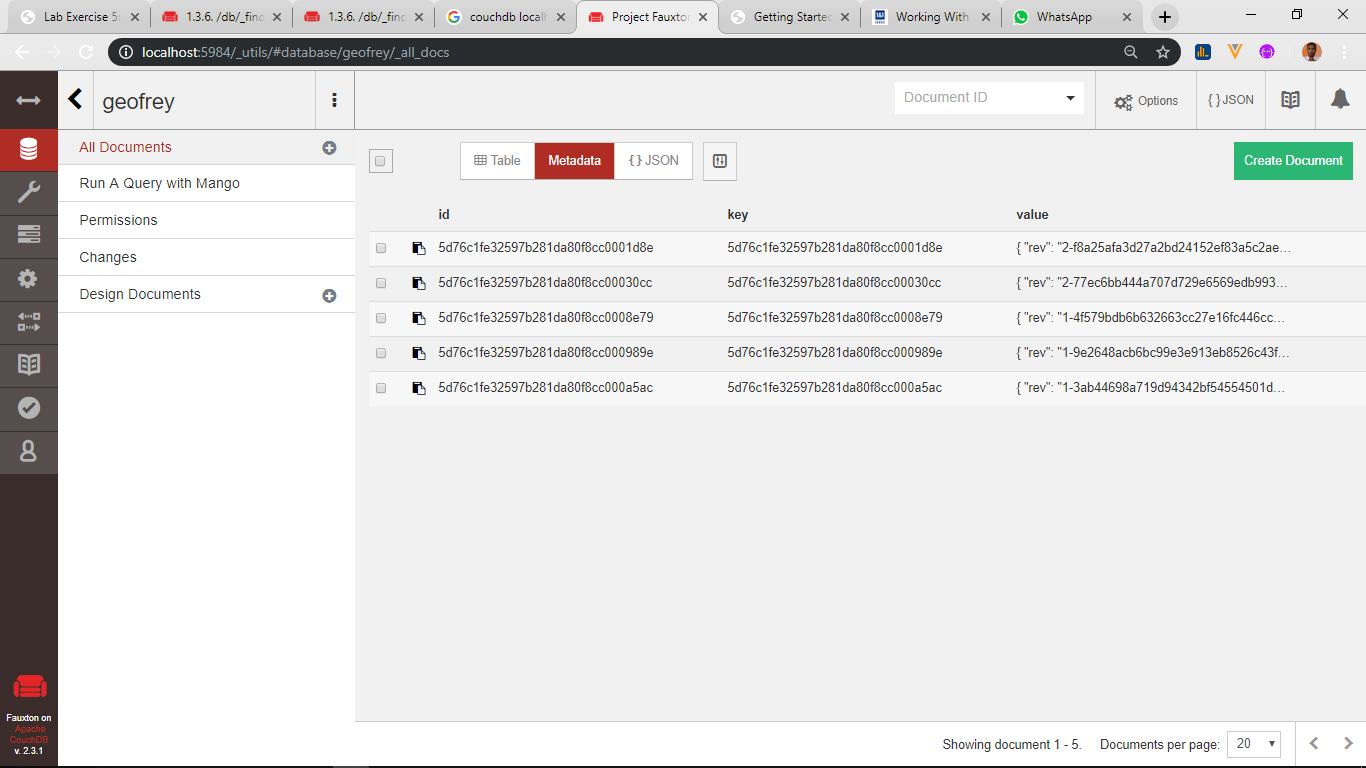 Lab Exercise 5:
1.3.6. /db/_find
1.3.6. /db/_find
couchdb localh
Project Fauxton
Getting Started
Working With
WhatsApp
localhost:5984/_utils/#database/geofrey/_all_docs
geofrey
Document ID
Options
{ } JSON
All Documents
Run A Query with Mango
Permissions
Changes
Design Documents
Table
Metadata
{ } JSON
Create Document
id key value
5d76c1fe32597b281da80f8cc0001d8e 5d76c1fe32597b281da80f8cc0001d8e { "rev": "2-f8a25afa3d27a2bd24152ef83a5c2ae...
5d76c1fe32597b281da80f8cc00030cc 5d76c1fe32597b281da80f8cc00030cc { "rev": "2-77ec6bb444a707d729e6569edb993...
5d76c1fe32597b281da80f8cc0008e79 5d76c1fe32597b281da80f8cc0008e79 { "rev": "1-4f579bdb6b632663cc27e16fc446cc...
5d76c1fe32597b281da80f8cc000989e 5d76c1fe32597b281da80f8cc000989e { "rev": "1-9e2648acb6bc99e3e913eb8526c43f...
5d76c1fe32597b281da80f8cc000a5ac 5d76c1fe32597b281da80f8cc000a5ac { "rev": "1-3ab44698a719d94342bf54554501d...
Fauxton on
Apache
CouchDB
v. 2.3.1
Showing document 1 - 5.
Documents per page: 20